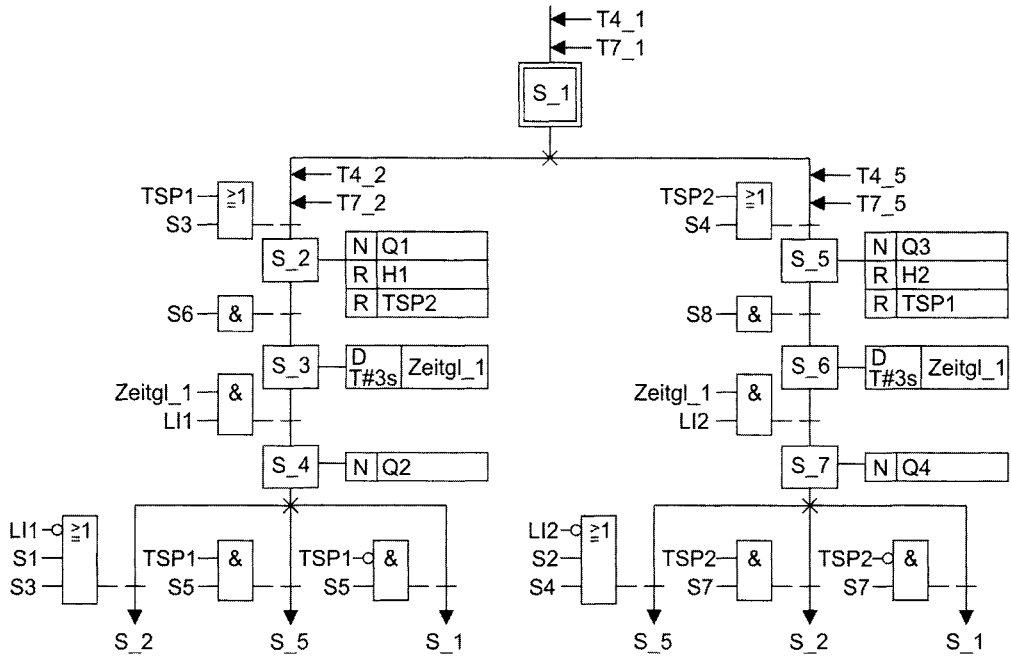 T4_1
T7_1
S_1
T4_2
T4_5
TSP1 ≥1
T7_2
TSP2 ≥1
T7_5
S3
S4
S_2 N Q1
S_5 N Q3
R H1
R H2
R TSP2
R TSP1
S6 &
S8 &
S_3 D T#3s Zeitgl_1
S_6 D T#3s Zeitgl_1
Zeitgl_1 &
Zeitgl_1 &
LI1
LI2
S_4 N Q2
S_7 N Q4
LI1 ≥1
S1
S3
TSP1 &
S5
TSP1 &
S5
LI2 ≥1
S2
S4
TSP2 &
S7
TSP2 &
S7
S_2 S_5 S_1
S_5 S_2 S_1